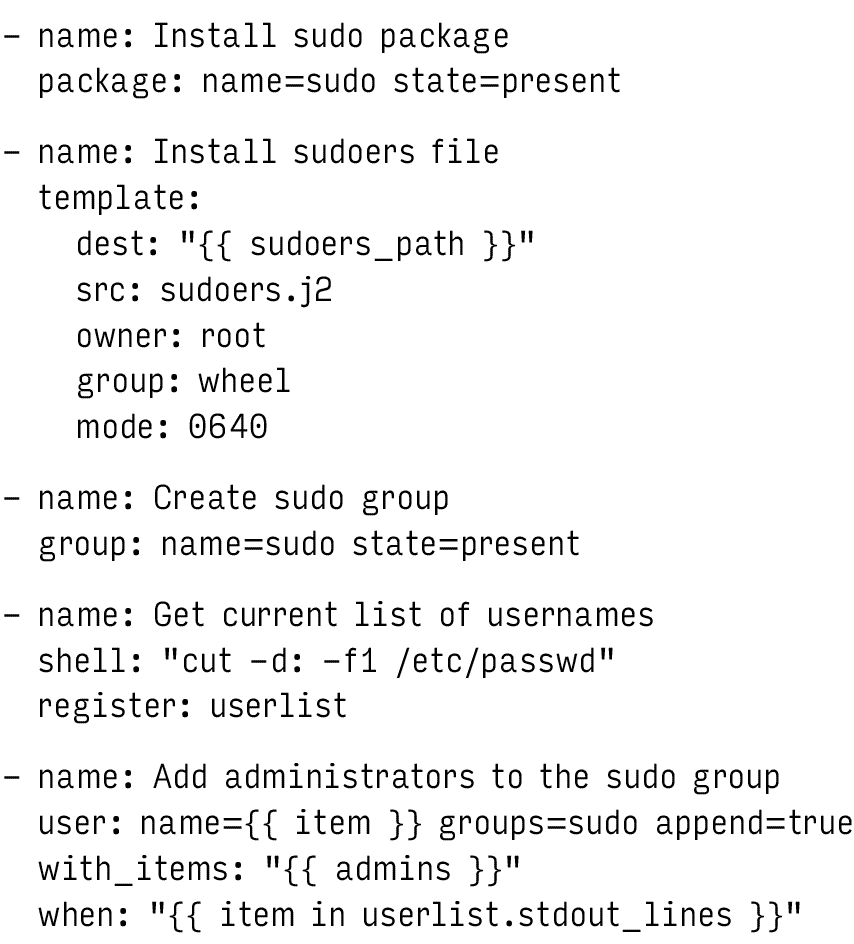 – name: Install sudo package
  package: name=sudo state=present

– name: Install sudoers file
  template:
    dest: "{{ sudoers_path }}"
    src: sudoers.j2
    owner: root
    group: wheel
    mode: 0640

– name: Create sudo group
  group: name=sudo state=present

– name: Get current list of usernames
  shell: "cut –d: –f1 /etc/passwd"
  register: userlist

– name: Add administrators to the sudo group
  user: name={{ item }} groups=sudo append=true
  with_items: "{{ admins }}"
  when: "{{ item in userlist.stdout_lines }}"